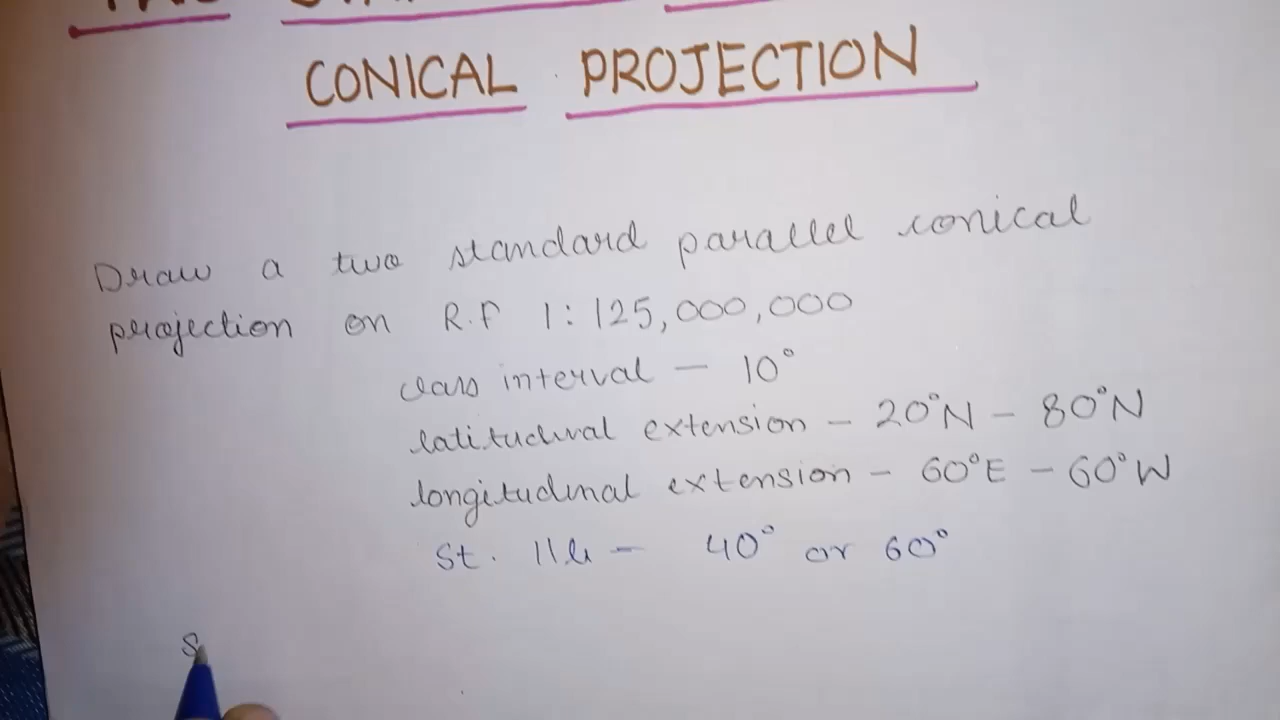 CONICAL PROJECTION
Draw a two standard parallel conical
projection on R.F 1:125,000,000
class interval — 10°
latitudinal extension – 20°N – 80°N
longitudinal extension – 60°E – 60°W
St. ||ls – 40° or 60°
S